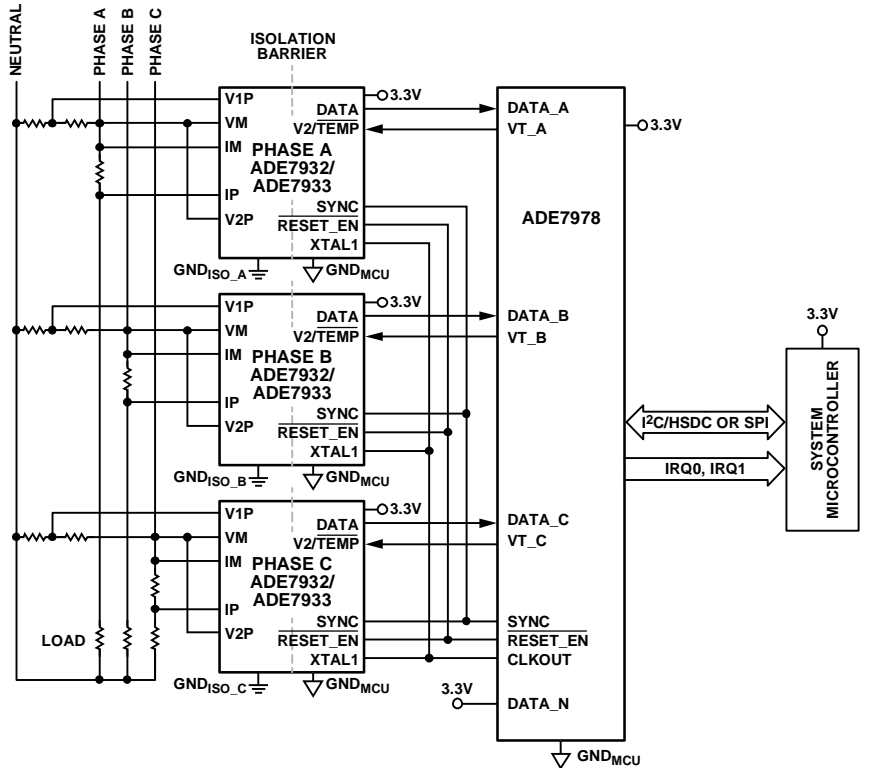 NEUTRAL
PHASE A
PHASE B
PHASE C
ISOLATION
BARRIER
V1P
VM
IM
IP
V2P
3.3V
DATA
V2/TEMP
PHASE A
ADE7932/
ADE7933
SYNC
RESET_EN
XTAL1
GNDISO_A
GNDMCU
V1P
VM
IM
IP
V2P
3.3V
DATA
V2/TEMP
PHASE B
ADE7932/
ADE7933
SYNC
RESET_EN
XTAL1
GNDISO_B
GNDMCU
V1P
VM
IM
IP
V2P
3.3V
DATA
V2/TEMP
PHASE C
ADE7932/
ADE7933
SYNC
RESET_EN
XTAL1
GNDISO_C
GNDMCU
LOAD
DATA_A
VT_A
3.3V
ADE7978
DATA_B
VT_B
DATA_C
VT_C
SYNC
RESET_EN
CLKOUT
3.3V
DATA_N
GNDMCU
I2C/HSDC OR SPI
IRQ0, IRQ1
3.3V
SYSTEM
MICROCONTROLLER